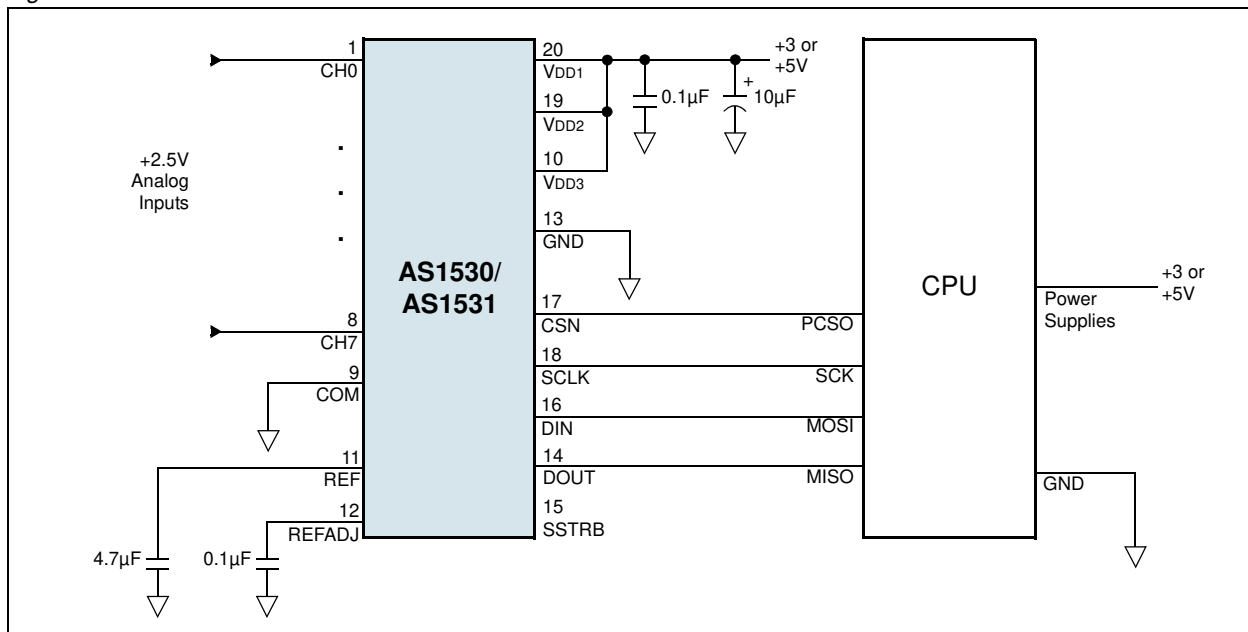 1
CH0
+2.5V
Analog
Inputs
.
.
.
8
CH7
9
COM
11
REF
12
REFADJ
4.7µF
0.1µF
AS1530/
AS1531
20
VDD1
19
VDD2
10
VDD3
13
GND
17
CSN
18
SCLK
16
DIN
14
DOUT
15
SSTRB
0.1µF
+
10µF
+3 or
+5V
PCSO
SCK
MOSI
MISO
CPU
Power
Supplies
+3 or
+5V
GND